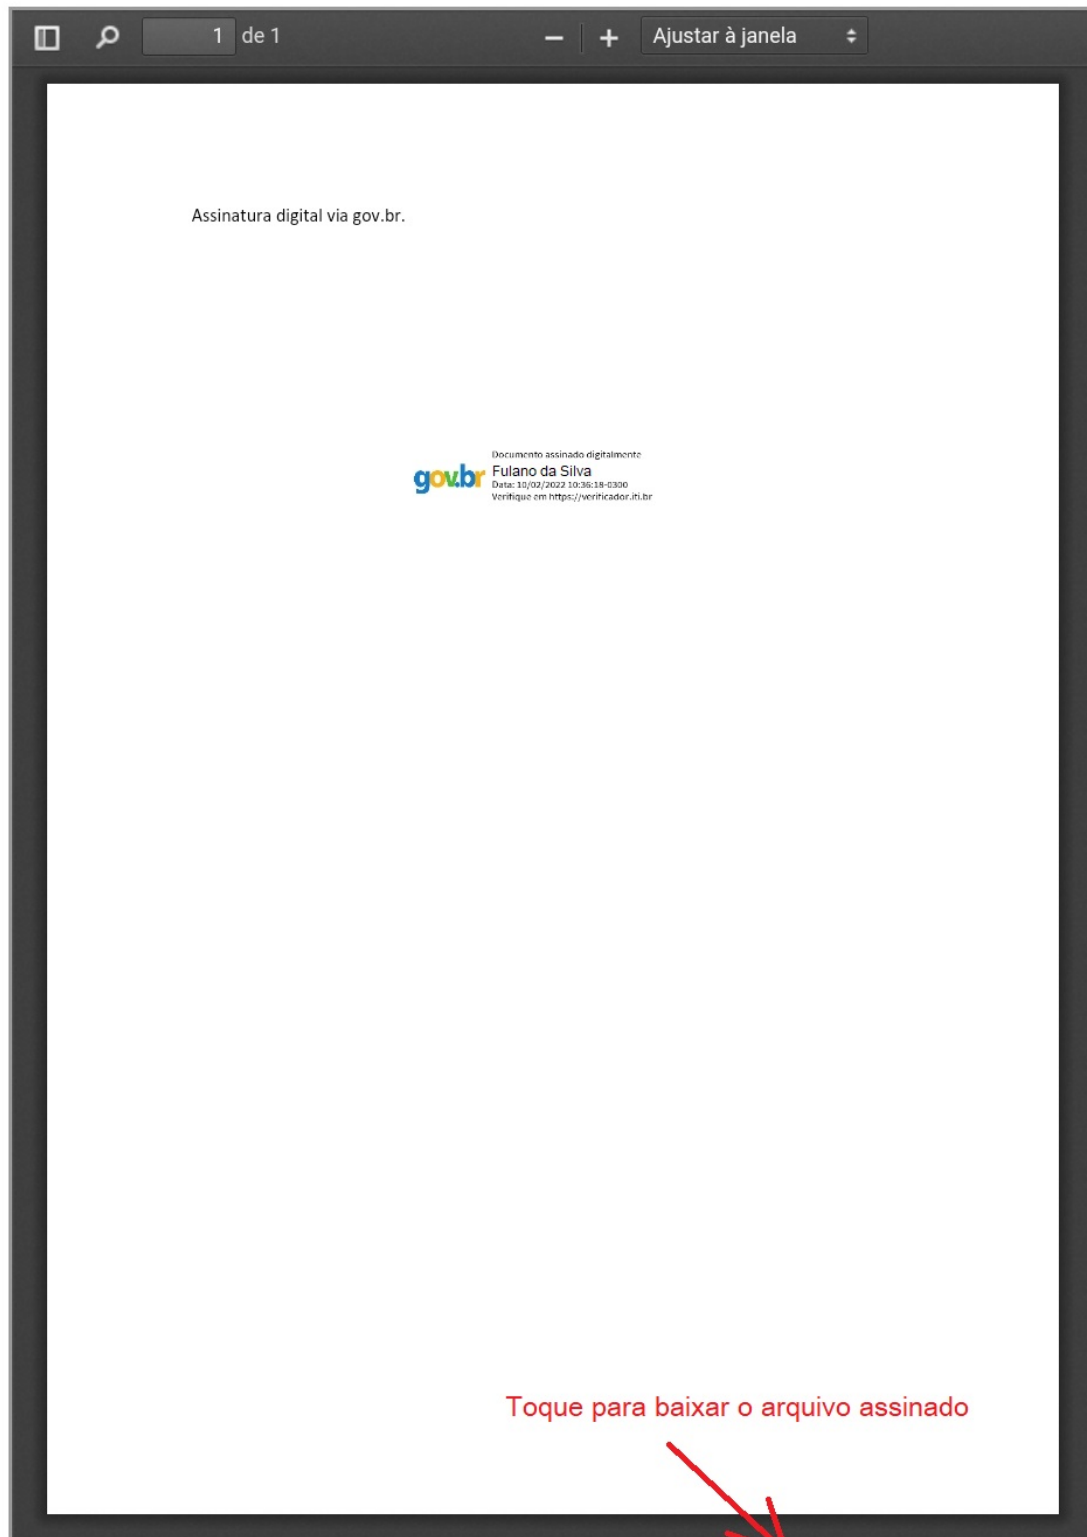 1 de 1 Ajustar à janela
Assinatura digital via gov.br.
Documento assinado digitalmente
gov.br Fulano da Silva
Data: 10/02/2022 10:36:18-0300
Verifique em https://verificador.iti.br
Toque para baixar o arquivo assinado